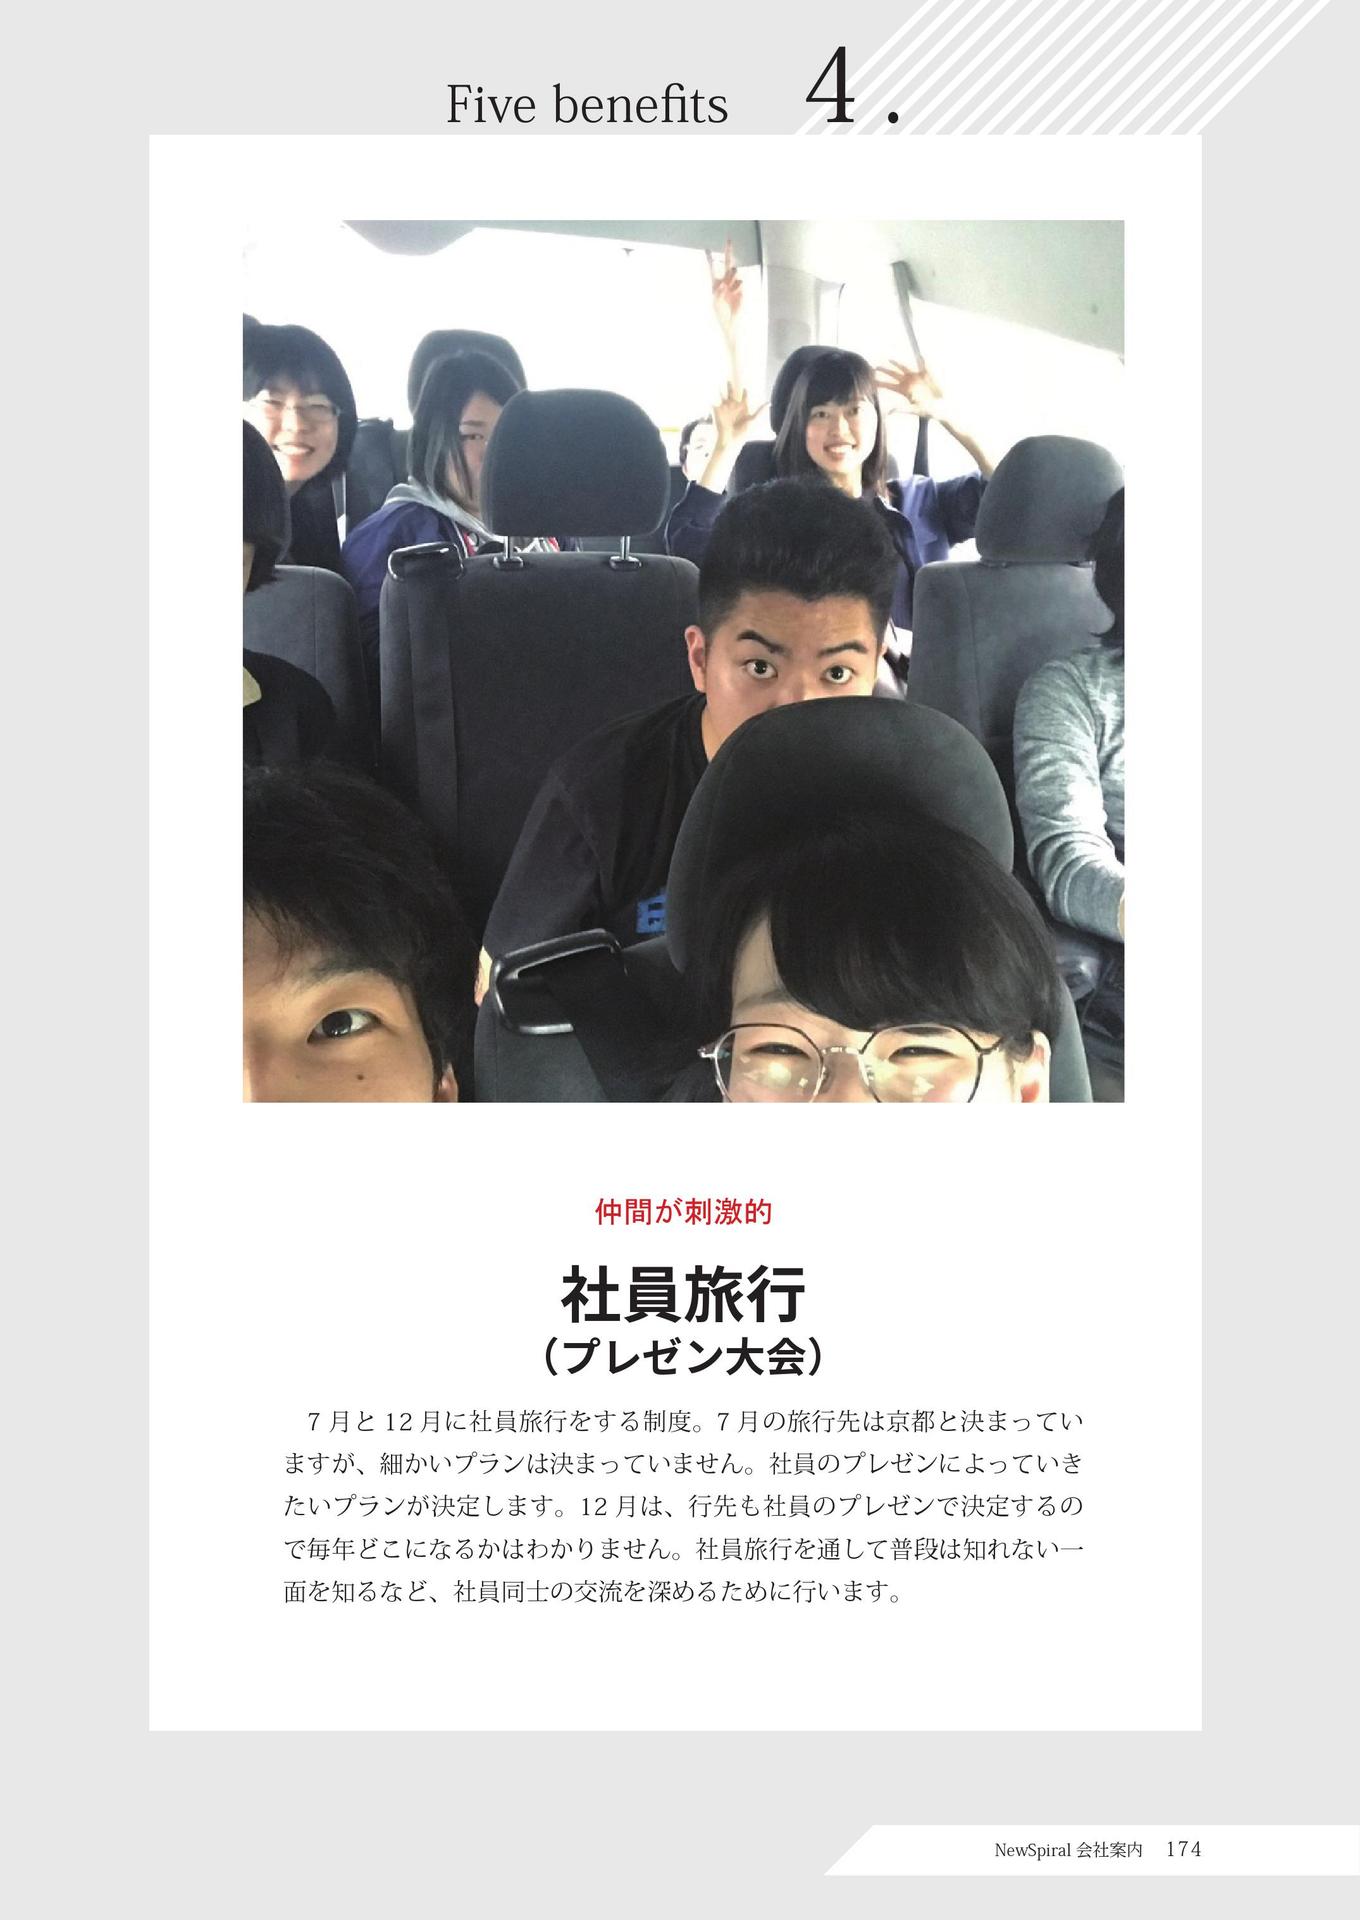 Five benefits 4.
仲間が刺激的
社員旅行
（プレゼン大会）
7 月と 12 月に社員旅行をする制度。7 月の旅行先は京都と決まってい
ますが、細かいプランは決まっていません。社員のプレゼンによっていき
たいプランが決定します。12 月は、行先も社員のプレゼンで決定するの
で毎年どこになるかはわかりません。社員旅行を通して普段は知れない一
面を知るなど、社員同士の交流を深めるために行います。
NewSpiral 会社案内 174